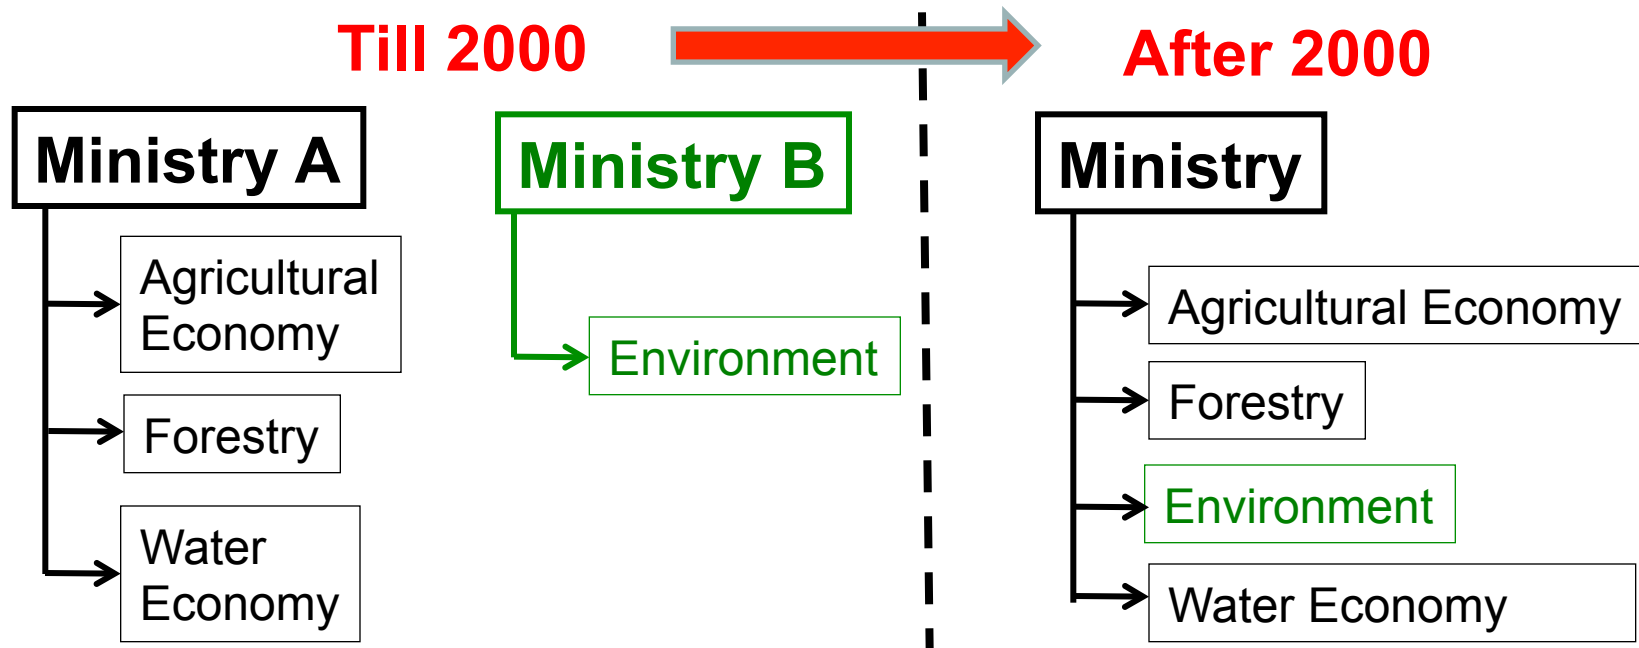 Till 2000
After 2000
Ministry A
Agricultural
Economy
Forestry
Water
Economy
Ministry B
Environment
Ministry
Agricultural Economy
Forestry
Environment
Water Economy